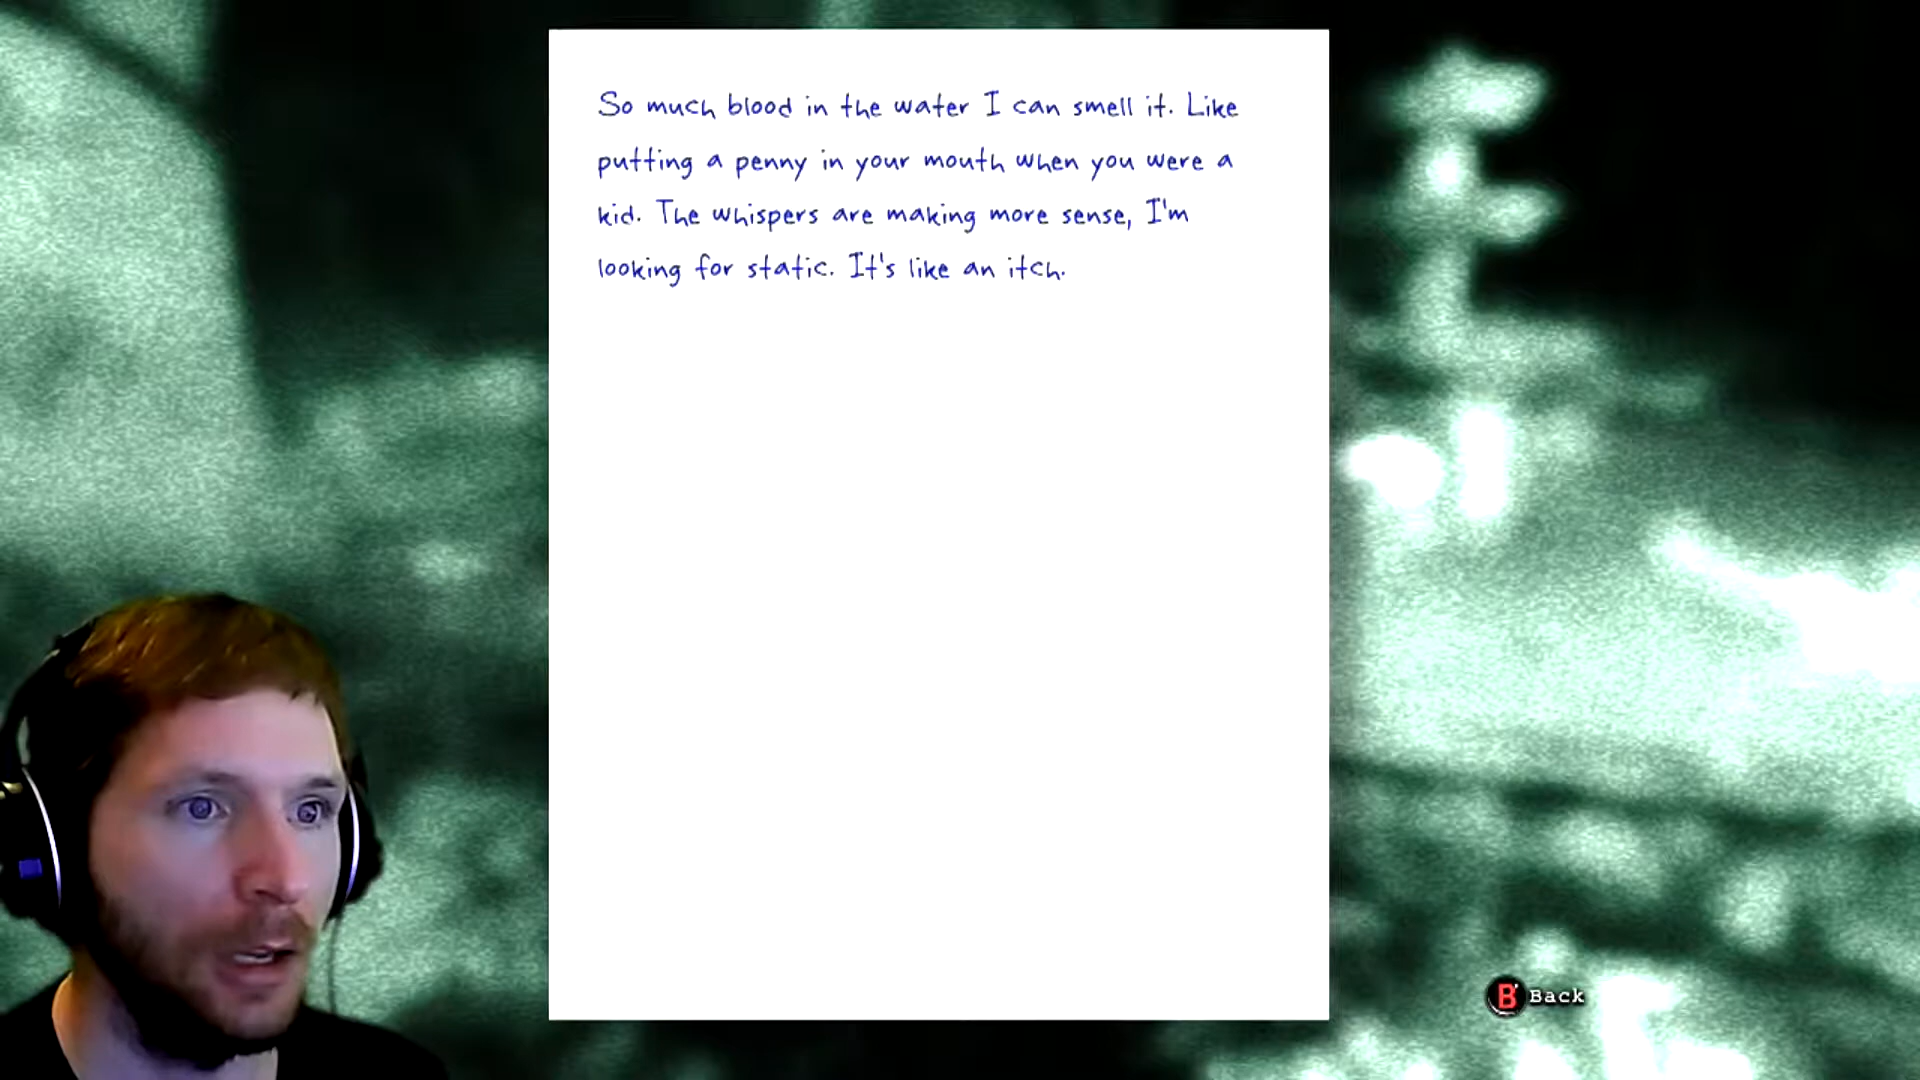 So much blood in the water I can smell it. Like
putting a penny in your mouth when you were a
kid. The whispers are making more sense, I'm
looking for static. It's like an itch.
B Back